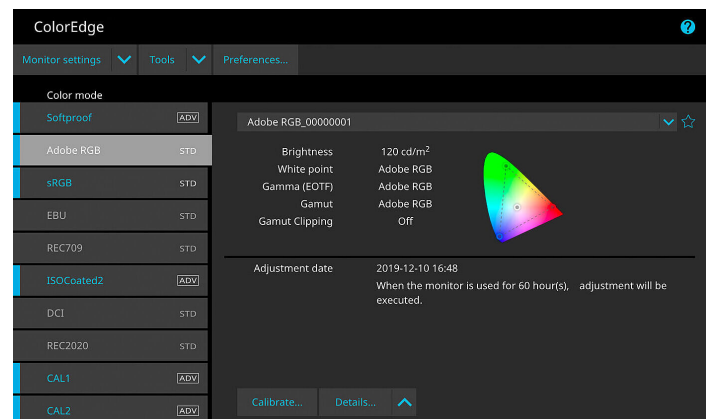 ColorEdge
?
Monitor settings Tools Preferences...
Color mode
Softproof ADV
Adobe RGB STD
sRGB STD
EBU STD
REC709 STD
ISOCoated2 ADV
DCI STD
REC2020 STD
CAL1 ADV
CAL2 ADV
Adobe RGB_00000001
Brightness 120 cd/m²
White point Adobe RGB
Gamma (EOTF) Adobe RGB
Gamut Adobe RGB
Gamut Clipping Off
Adjustment date 2019-12-10 16:48
When the monitor is used for 60 hour(s), adjustment will be
executed.
Calibrate... Details...